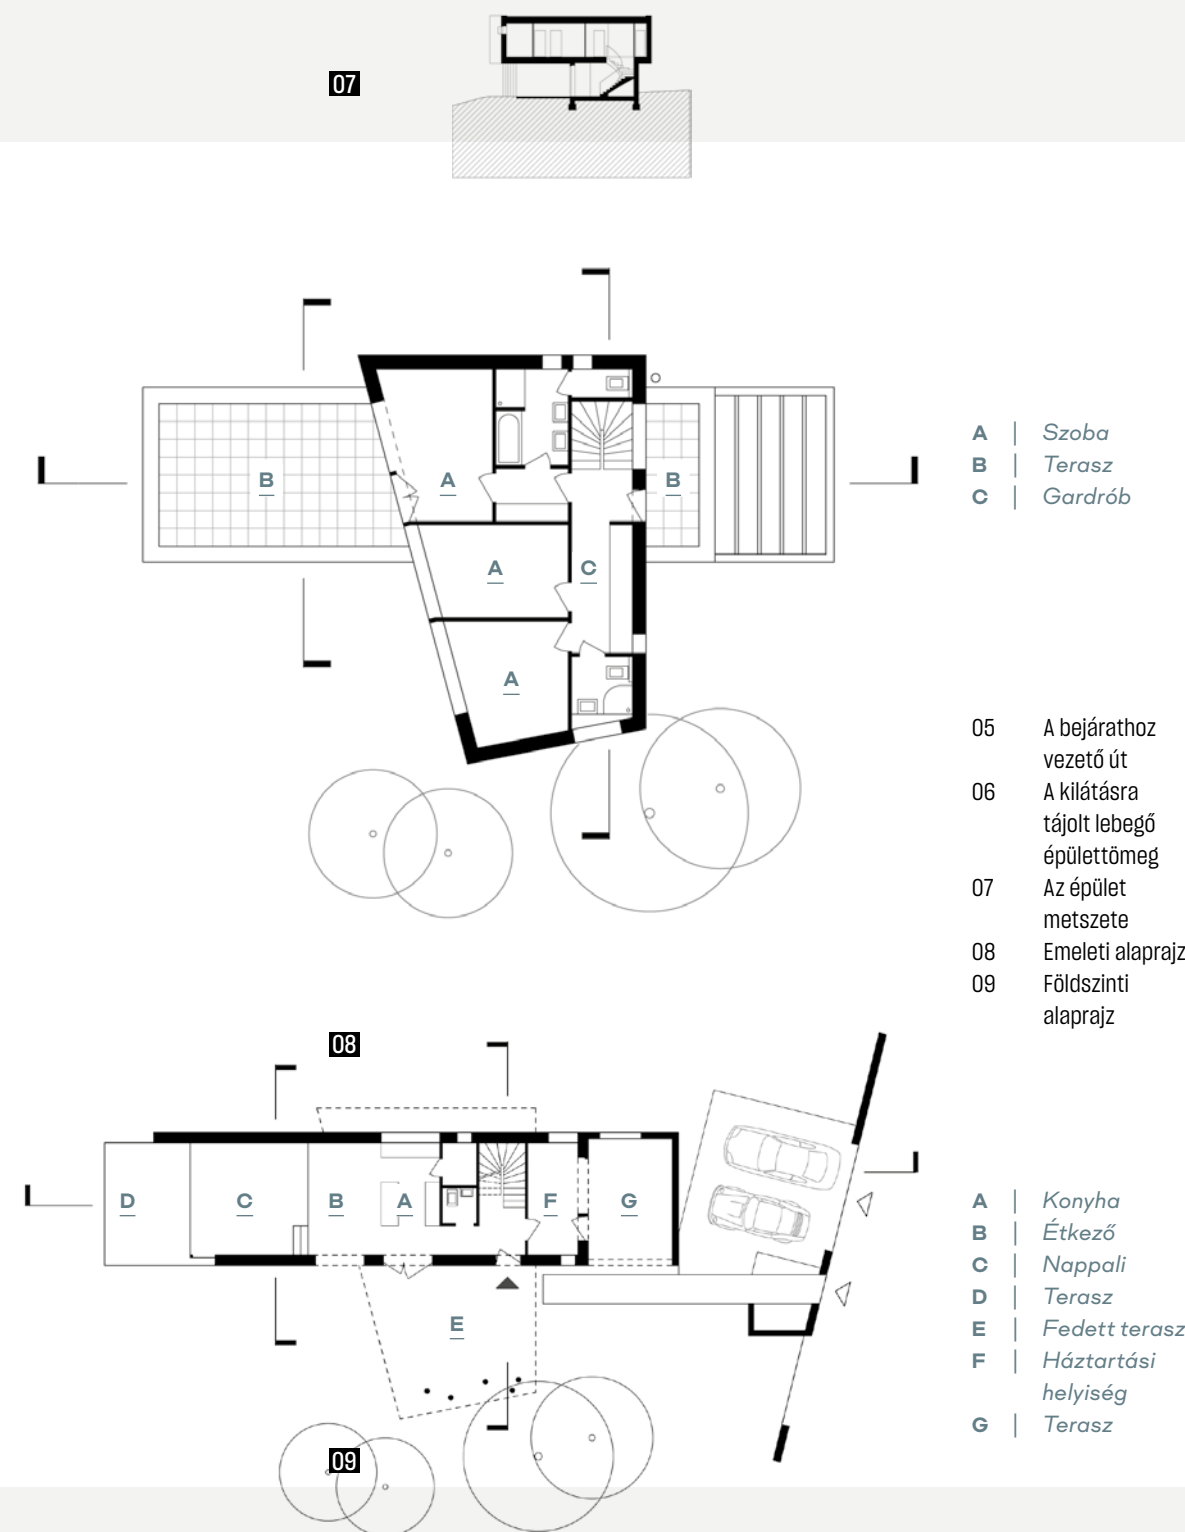 07
B
A
B
A
C
A
A | Szoba
B | Terasz
C | Gardrób
05 A bejárathoz
vezető út
06 A kilátásra
tájolt lebegő
épülettömeg
07 Az épület
metszete
08 Emeleti alaprajz
09 Földszinti
alaprajz
08
D
C
B
A
F
G
E
A | Konyha
B | Étkező
C | Nappali
D | Terasz
E | Fedett terasz
F | Háztartási
helyiség
G | Terasz
09